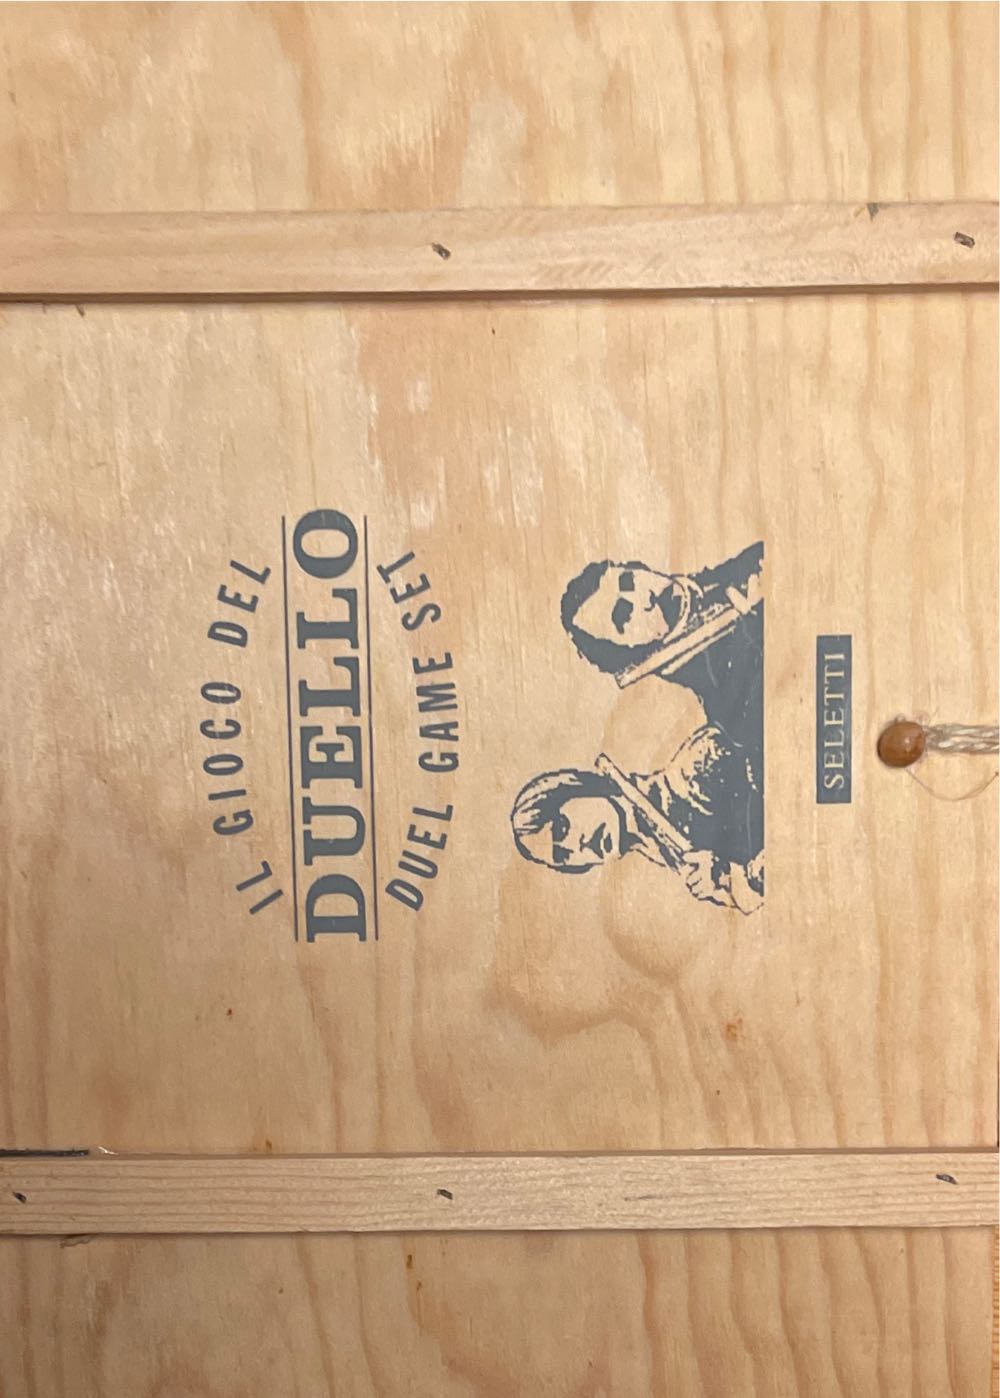 IL GIOCO DEL
DUELLO
DUEL GAME SET
SELETTI